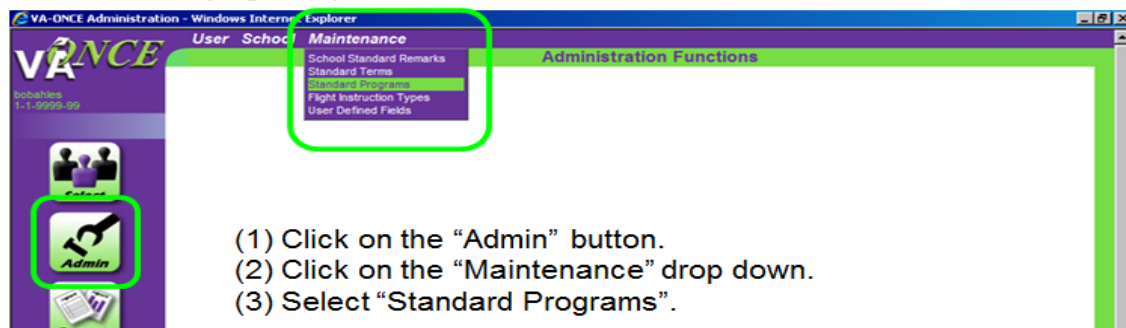 VA-ONCE Administration - Windows Internet Explorer
VA ONCE
User School Maintenance
Administration Functions
School Standard Remarks
Standard Terms
Standard Programs
Flight Instruction Types
User Defined Fields
bobahles
1-1-9999-99
Select
Admin
(1) Click on the “Admin” button.
(2) Click on the “Maintenance” drop down.
(3) Select “Standard Programs”.